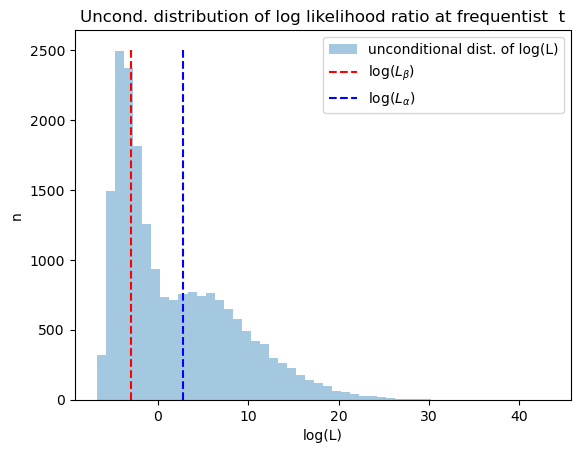 Uncond. distribution of log likelihood ratio at frequentist  t
unconditional dist. of log(L)
log(L_β)
log(L_α)
2500
2000
1500
1000
500
0
n
0 10 20 30 40
log(L)